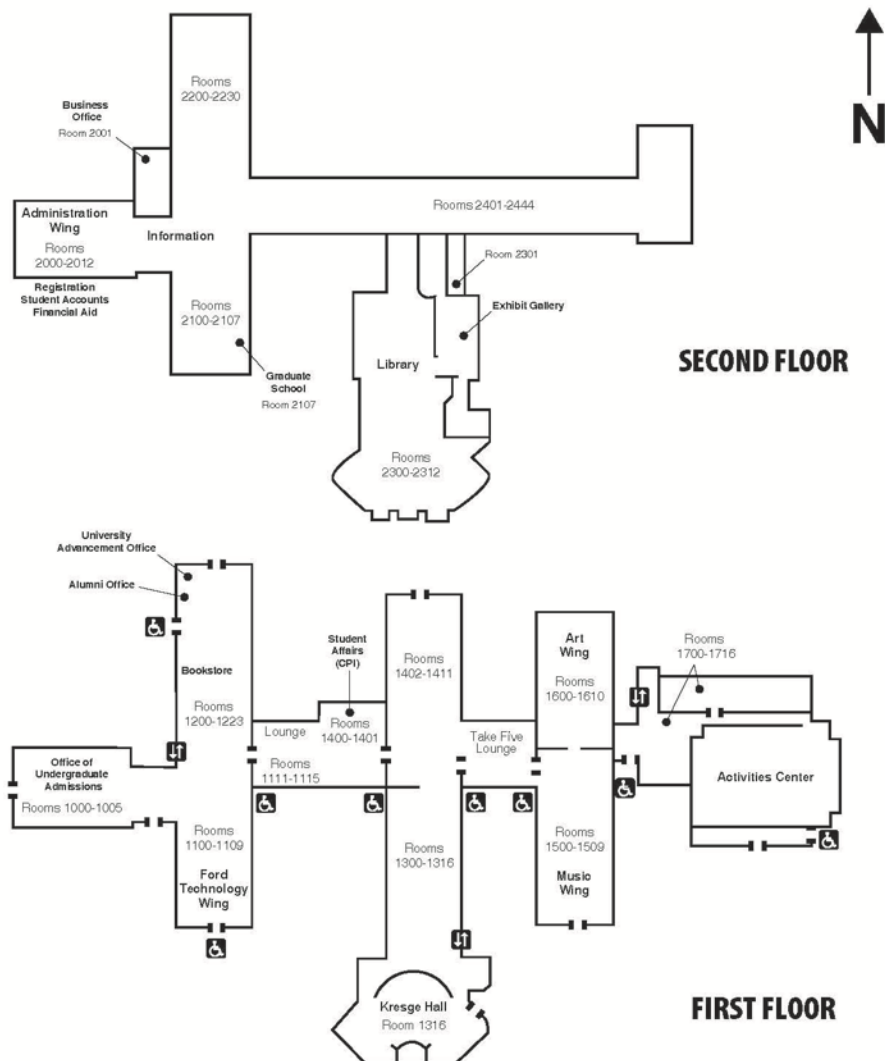 N
Rooms
2200-2230
Business
Office
Room 2001
Rooms 2401-2444
Administration
Wing
Rooms
2000-2012
Information
Registration
Student Accounts
Financial Aid
Room 2301
Exhibit Gallery
Rooms
2100-2107
Library
SECOND FLOOR
Graduate
School
Room 2107
Rooms
2300-2312
University
Advancement Office
Alumni Office
Student
Affairs
(CPI)
Art
Wing
Rooms
1700-1716
Bookstore
Rooms
1402-1411
Rooms
1600-1610
Rooms
1200-1223
Lounge
Rooms
1400-1401
Take Five
Lounge
Office of
Undergraduate
Admissions
Rooms 1000-1005
Rooms
1111-1115
Activities Center
Rooms
1100-1109
Rooms
1300-1316
Rooms
1500-1509
Ford
Technology
Wing
Music
Wing
Kresge Hall
Room 1316
FIRST FLOOR